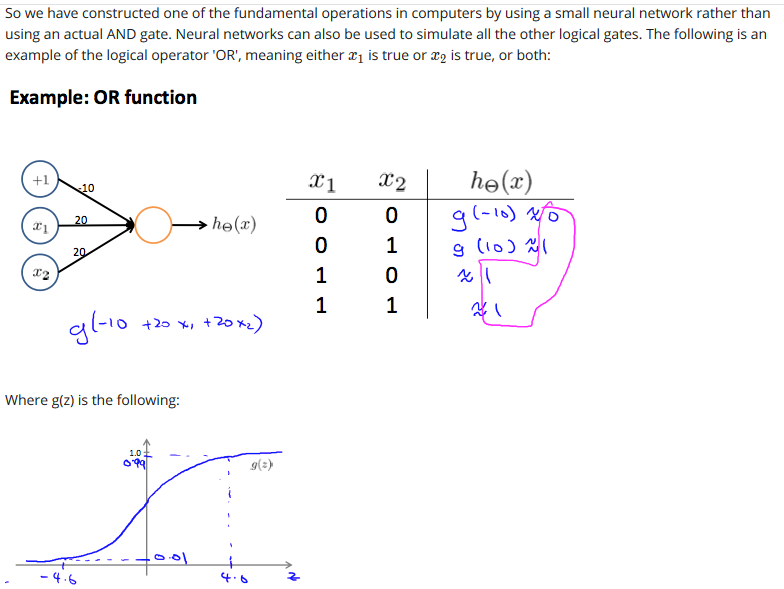 So we have constructed one of the fundamental operations in computers by using a small neural network rather than
using an actual AND gate. Neural networks can also be used to simulate all the other logical gates. The following is an
example of the logical operator 'OR', meaning either x₁ is true or x₂ is true, or both:
Example: OR function
+1
-10
x₁
20
hΘ(x)
x₂
20
g(-10 +20 x₁ +20 x₂)
x₁ x₂ hΘ(x)
0 0 g(-10) ≈ 0
0 1 g(10) ≈ 1
1 0 ≈ 1
1 1 ≈ 1
Where g(z) is the following:
1.0
0.99
g(z)
0.01
-4.6 4.6 z